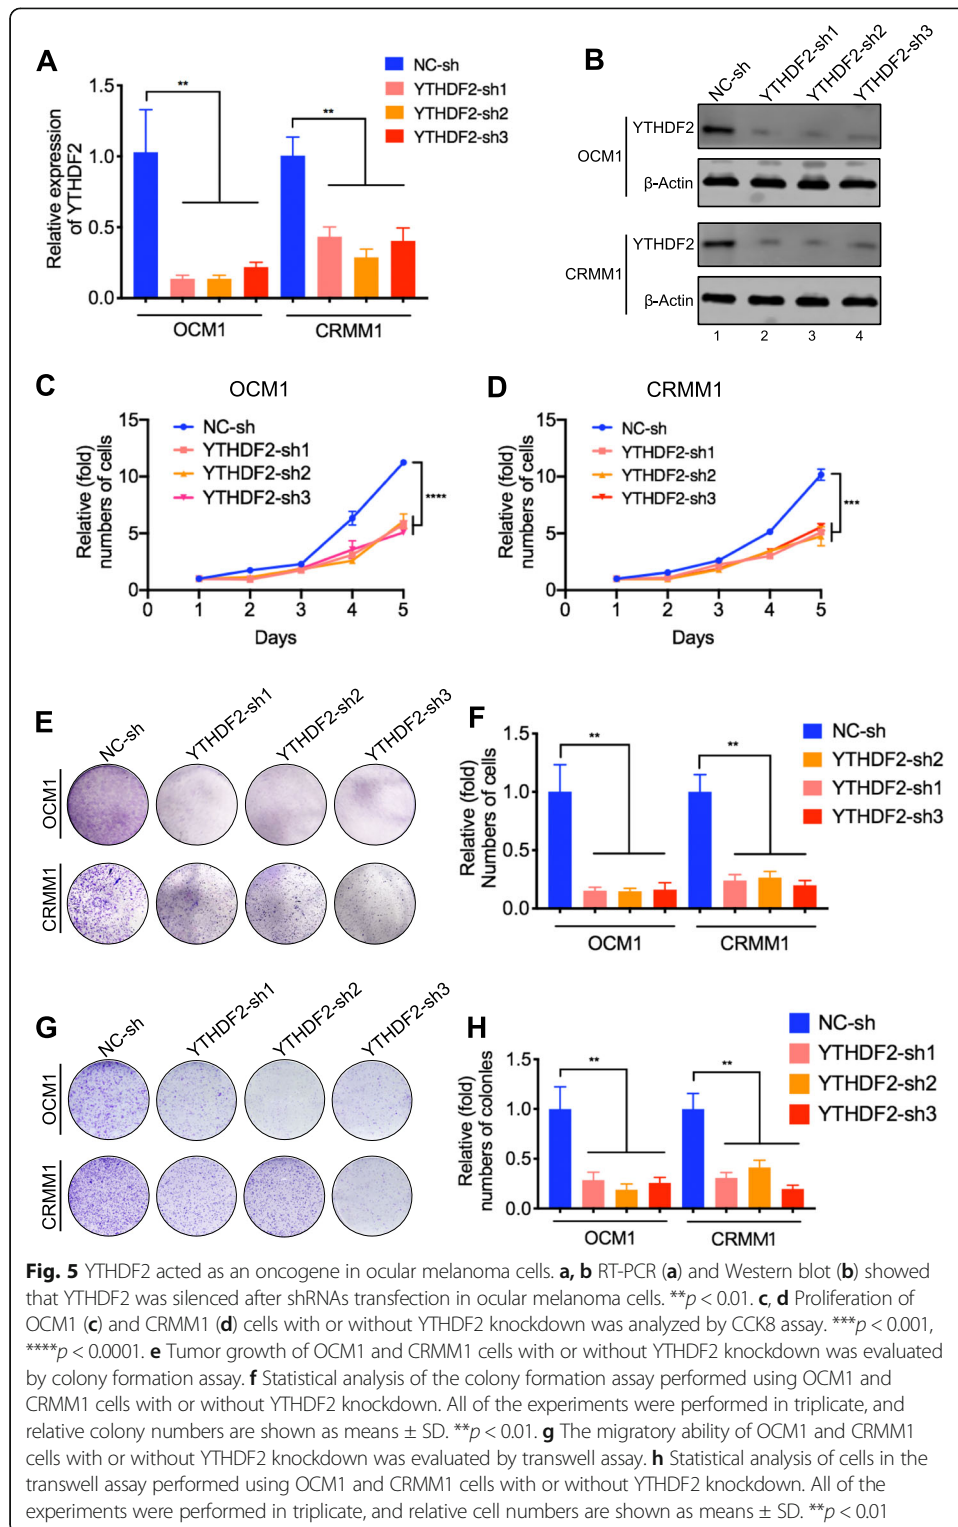 A
Relative expression
of YTHDF2
1.5
1.0
0.5
0.0
**
**
NC-sh
YTHDF2-sh1
YTHDF2-sh2
YTHDF2-sh3
OCM1
CRMM1
B
NC-sh
YTHDF2-sh1
YTHDF2-sh2
YTHDF2-sh3
OCM1
YTHDF2
β-Actin
CRMM1
YTHDF2
β-Actin
1 2 3 4
C
OCM1
Relative (fold)
numbers of cells
15
10
5
0
NC-sh
YTHDF2-sh1
YTHDF2-sh2
YTHDF2-sh3
****
0 1 2 3 4 5
Days
D
CRMM1
Relative (fold)
numbers of cells
15
10
5
0
NC-sh
YTHDF2-sh1
YTHDF2-sh2
YTHDF2-sh3
***
0 1 2 3 4 5
Days
E
NC-sh
YTHDF2-sh1
YTHDF2-sh2
YTHDF2-sh3
OCM1
CRMM1
F
Relative (fold)
Numbers of cells
1.5
1.0
0.5
0.0
**
**
NC-sh
YTHDF2-sh2
YTHDF2-sh1
YTHDF2-sh3
OCM1
CRMM1
G
NC-sh
YTHDF2-sh1
YTHDF2-sh2
YTHDF2-sh3
OCM1
CRMM1
H
Relative (fold)
numbers of colonles
1.5
1.0
0.5
0.0
**
**
NC-sh
YTHDF2-sh1
YTHDF2-sh2
YTHDF2-sh3
OCM1
CRMM1
Fig. 5 YTHDF2 acted as an oncogene in ocular melanoma cells. a, b RT-PCR (a) and Western blot (b) showed
that YTHDF2 was silenced after shRNAs transfection in ocular melanoma cells. **p < 0.01. c, d Proliferation of
OCM1 (c) and CRMM1 (d) cells with or without YTHDF2 knockdown was analyzed by CCK8 assay. ***p < 0.001,
****p < 0.0001. e Tumor growth of OCM1 and CRMM1 cells with or without YTHDF2 knockdown was evaluated
by colony formation assay. f Statistical analysis of the colony formation assay performed using OCM1 and
CRMM1 cells with or without YTHDF2 knockdown. All of the experiments were performed in triplicate, and
relative colony numbers are shown as means ± SD. **p < 0.01. g The migratory ability of OCM1 and CRMM1
cells with or without YTHDF2 knockdown was evaluated by transwell assay. h Statistical analysis of cells in the
transwell assay performed using OCM1 and CRMM1 cells with or without YTHDF2 knockdown. All of the
experiments were performed in triplicate, and relative cell numbers are shown as means ± SD. **p < 0.01